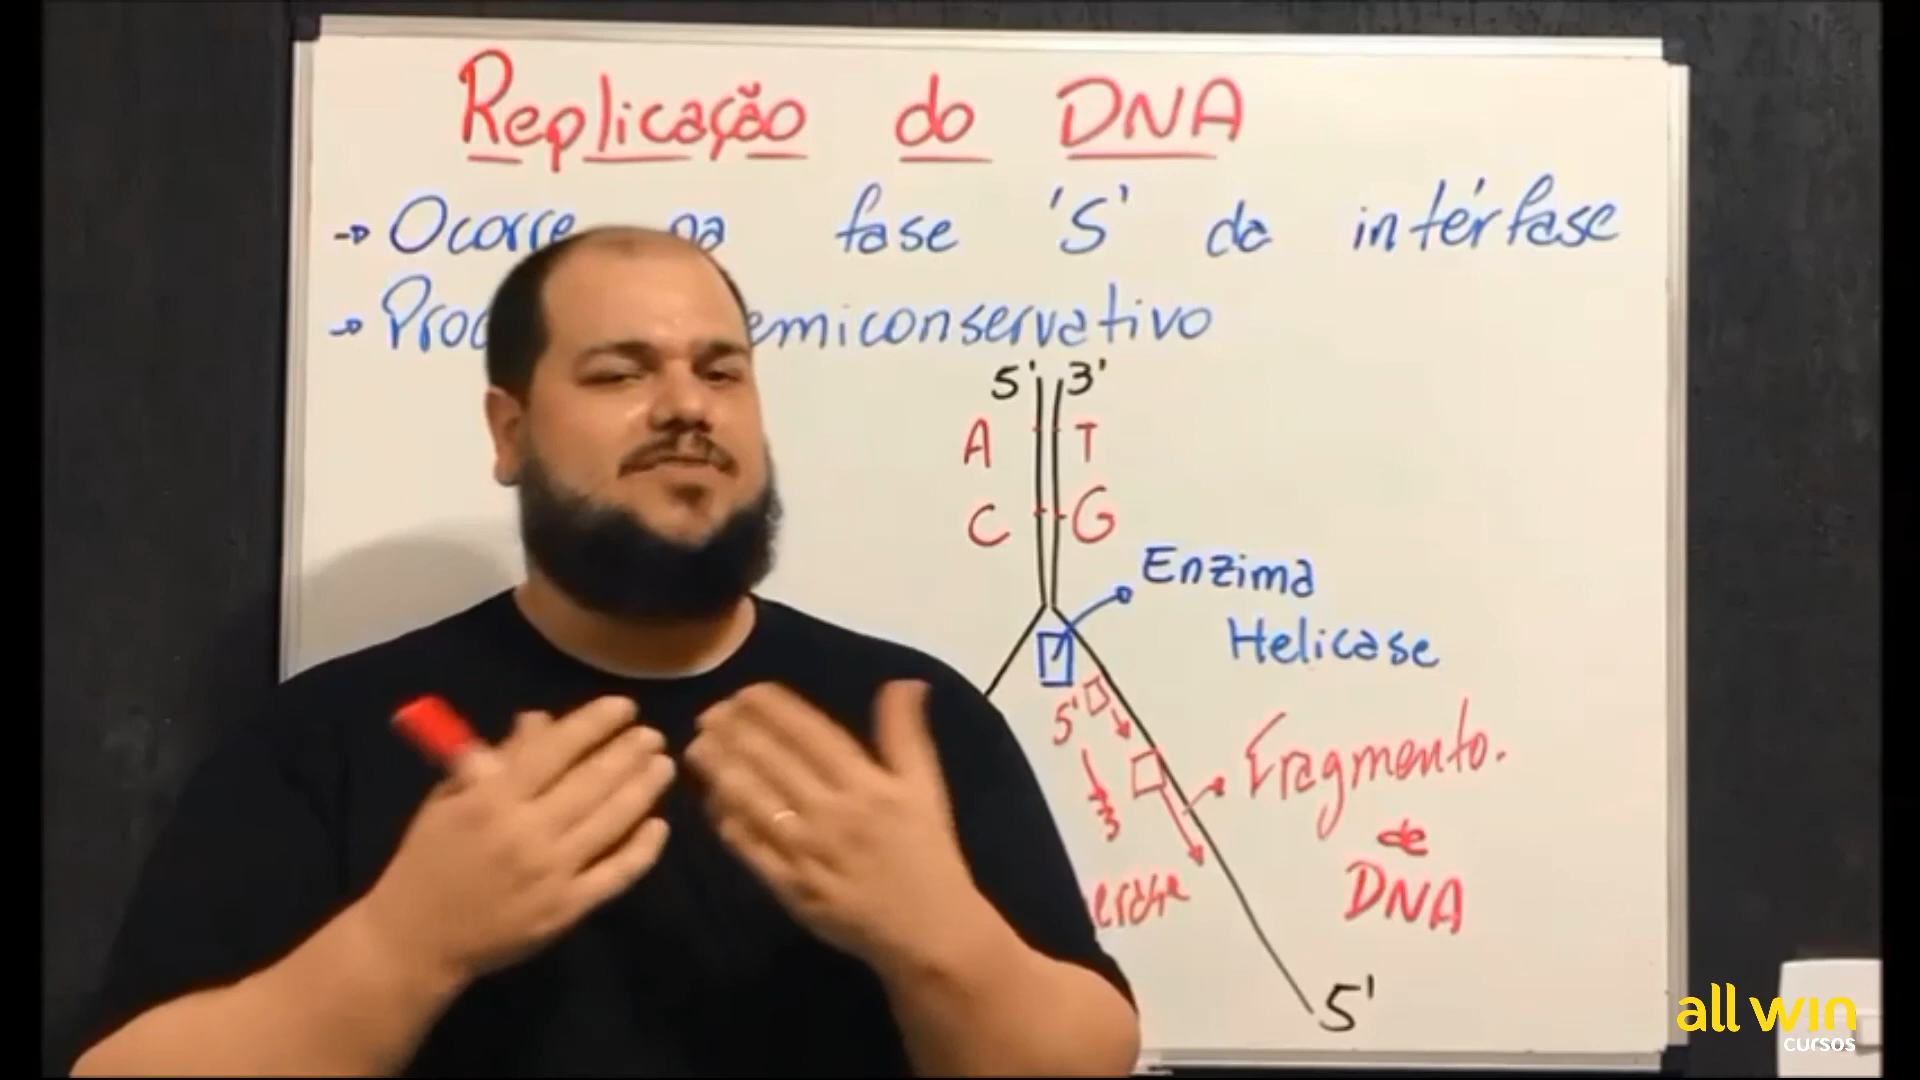 Replicação do DNA
→ Ocorre na fase 'S' da intérfase
→ Proc emiconservativo
5' 3'
A T
C G
Enzima
Helicase
5'
Fragmento.
3
de
DNA
erase
5'
all win
cursos